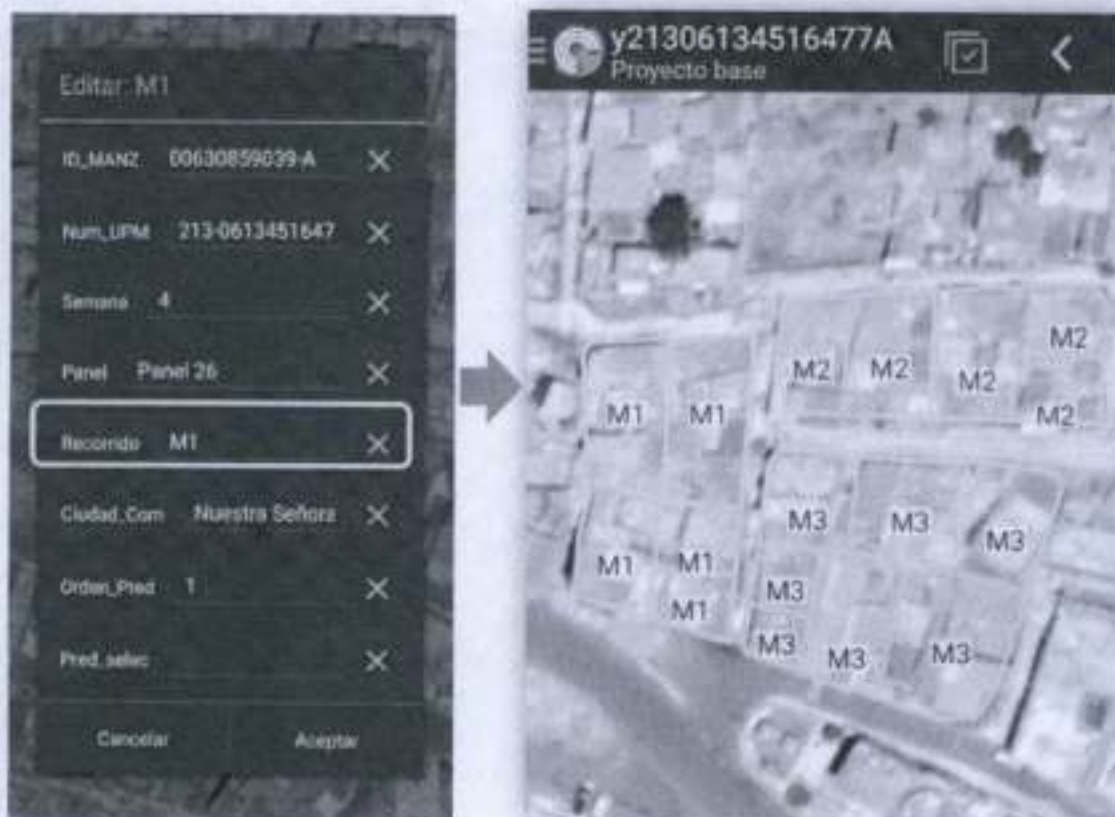 Editar: M1
ID_MANZ 00630859039-A
Num_UPM 213-0613451647
Semana 4
Panel Panel 26
Recorrido M1
Ciudad_Com Nuestra Señora
Orden_Pred 1
Pred_selec
Cancelar Aceptar
y21306134516477A
Proyecto base
M2
M2 M2 M2
M1 M1 M2
M3 M3 M3
M1 M1 M3
M1 M3 M3 M3